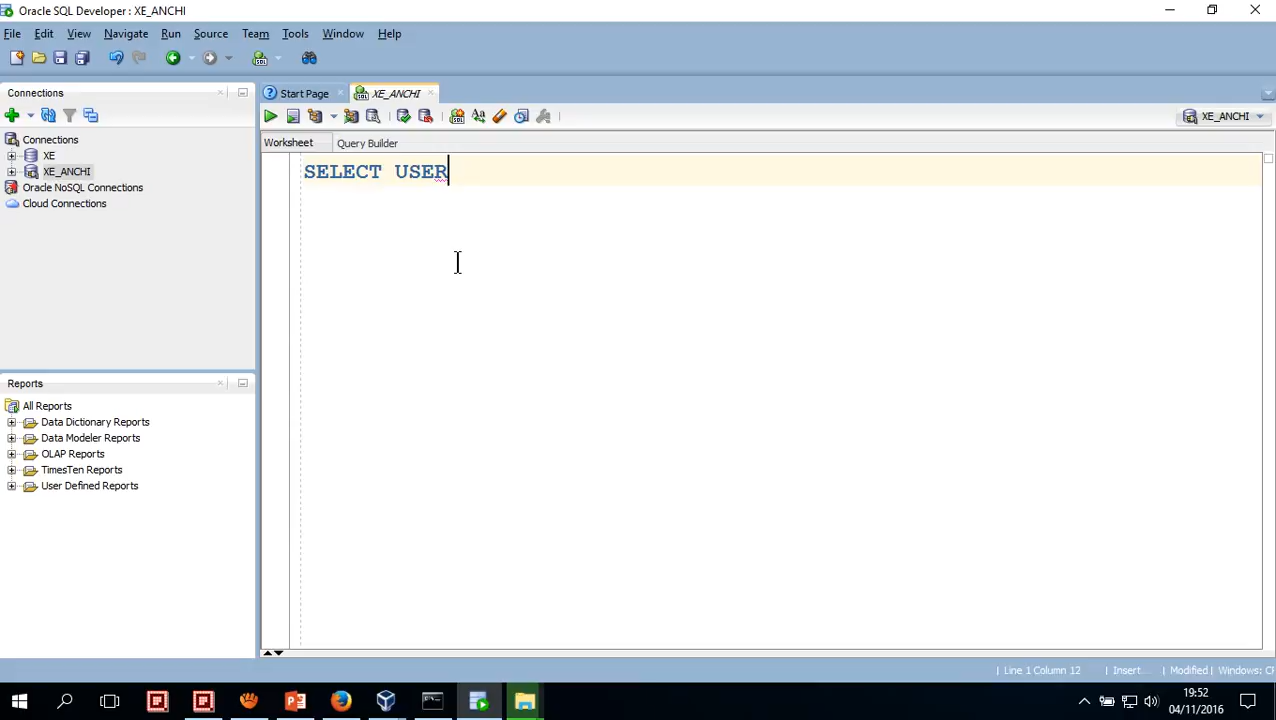 Oracle SQL Developer : XE_ANCHI
File Edit View Navigate Run Source Team Tools Window Help
Connections
Connections
XE
XE_ANCHI
Oracle NoSQL Connections
Cloud Connections
Reports
All Reports
Data Dictionary Reports
Data Modeler Reports
OLAP Reports
TimesTen Reports
User Defined Reports
Start Page XE_ANCHI
XE_ANCHI
Worksheet Query Builder
SELECT USER
Line 1 Column 12 Insert Modified Windows: CF
19:52
04/11/2016